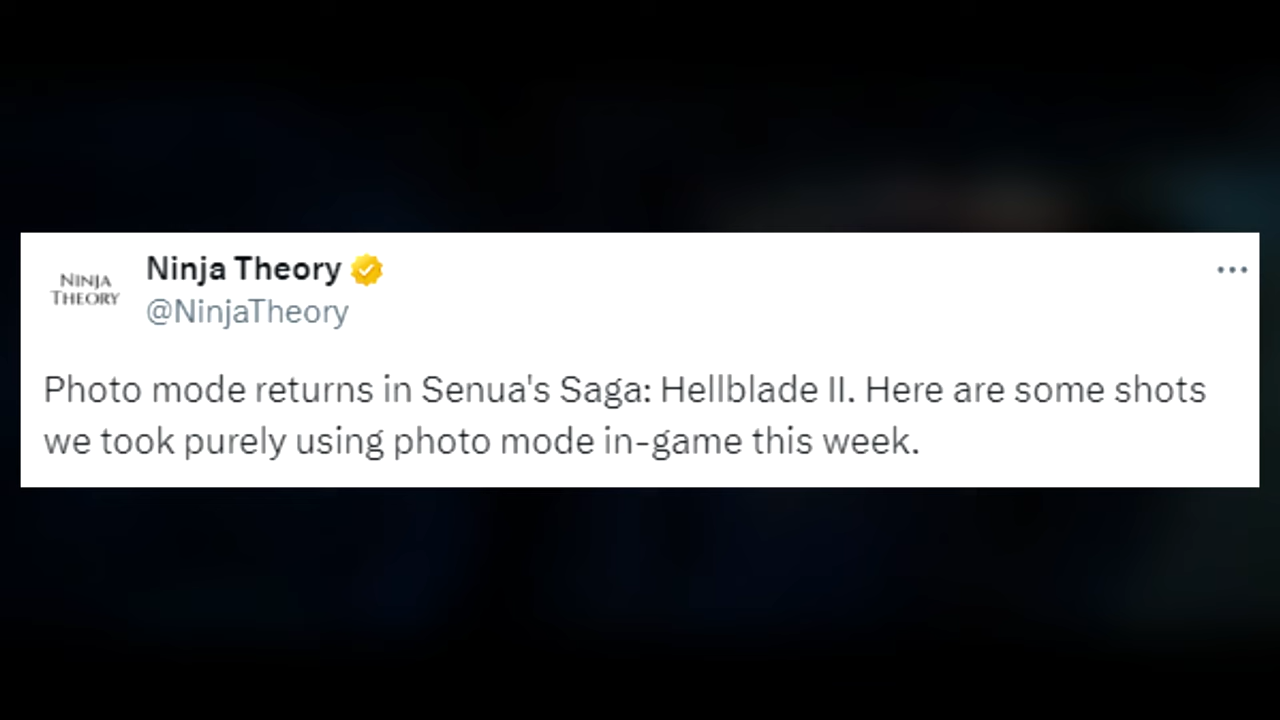 NINJA
THEORY
Ninja Theory
@NinjaTheory
Photo mode returns in Senua's Saga: Hellblade II. Here are some shots
we took purely using photo mode in-game this week.